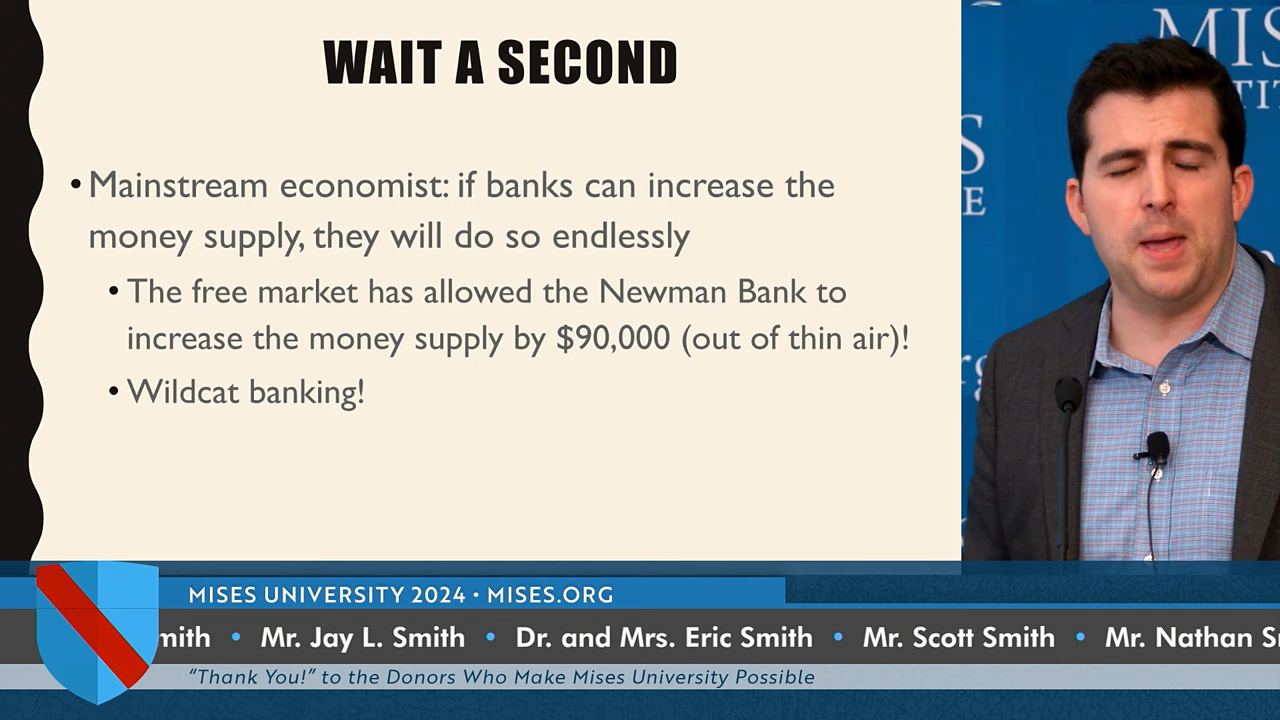 WAIT A SECOND
• Mainstream economist: if banks can increase the
money supply, they will do so endlessly
• The free market has allowed the Newman Bank to
increase the money supply by $90,000 (out of thin air)!
• Wildcat banking!
MIS
TIT
S
E
MISES UNIVERSITY 2024 • MISES.ORG
mith • Mr. Jay L. Smith • Dr. and Mrs. Eric Smith • Mr. Scott Smith • Mr. Nathan S
“Thank You!” to the Donors Who Make Mises University Possible